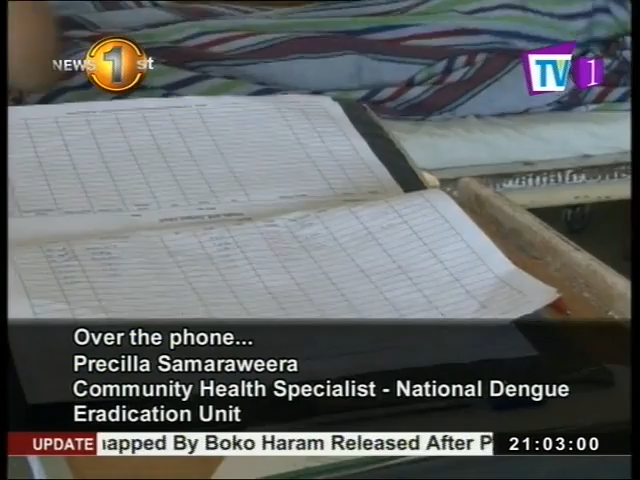 NEWS 1st
TV 1
Over the phone...
Precilla Samaraweera
Community Health Specialist - National Dengue
Eradication Unit
UPDATE
apped By Boko Haram Released After P
21:03:00